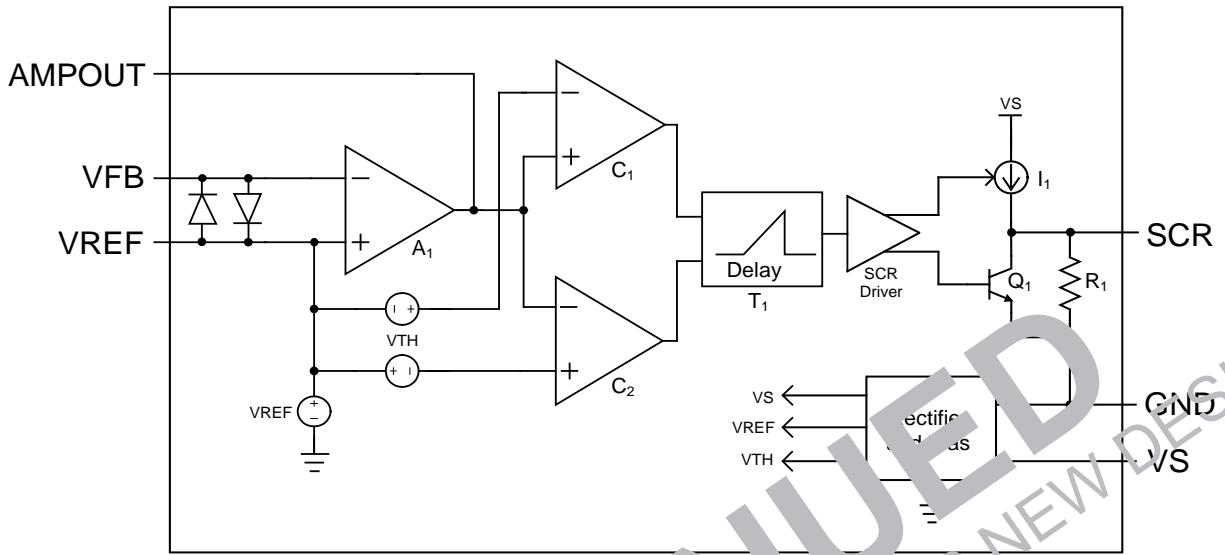 AMPOUT
VFB
VREF
−
+
A₁
−
+
C₁
−
+
C₂
− +
VTH
+ −
VREF
+
−
Delay
T₁
SCR
Driver
VS
I₁
Q₁
R₁
SCR
GND
VS
VS
VREF
VTH
NEW